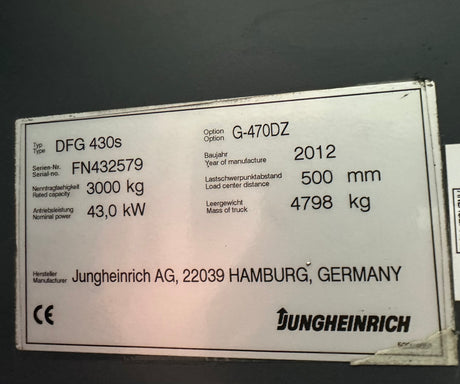 Typ
Type DFG 430s
Option
Option G-470DZ
Serien-Nr.
Serial-no. FN432579
Baujahr
Year of manufacture 2012
Nenntragfaehigkeit
Rated capacity 3000 kg
Lastschwerpunktabstand
Load center distance 500 mm
Antriebsleistung
Nominal power 43,0 kW
Leergewicht
Mass of truck 4798 kg
Hersteller
Manufacturer Jungheinrich AG, 22039 HAMBURG, GERMANY
CE
JUNGHEINRICH